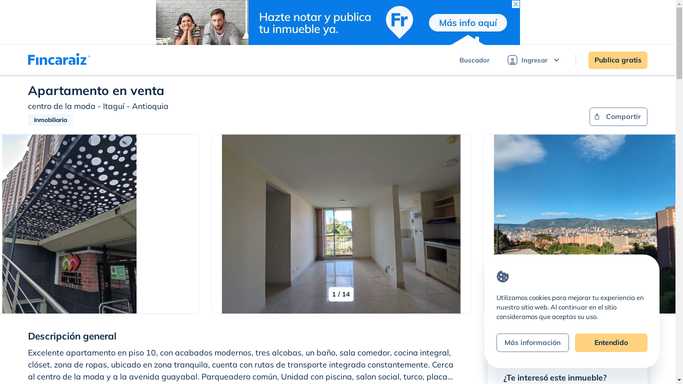 Hazte notar y publica
tu inmueble ya.
Fr
Más info aquí
Fincaraiz
Buscador
Ingresar
Publica gratis
Apartamento en venta
centro de la moda - Itagüí - Antioquia
Inmobiliaria
Compartir
1 / 14
Utilizamos cookies para mejorar tu experiencia en
nuestro sitio web. Al continuar en el sitio
consideramos que aceptas su uso.
Más información
Entendido
Descripción general
Excelente apartamento en piso 10, con acabados modernos, tres alcobas, un baño, sala comedor, cocina integral,
clóset, zona de ropas, ubicado en zona tranquila, cuenta con rutas de transporte integrada constantemente. Cerca
al centro de la moda y a la avenida guayabal. Parqueadero común, Unidad con piscina, salon social, turco, placa...
¿Te interesó este inmueble?